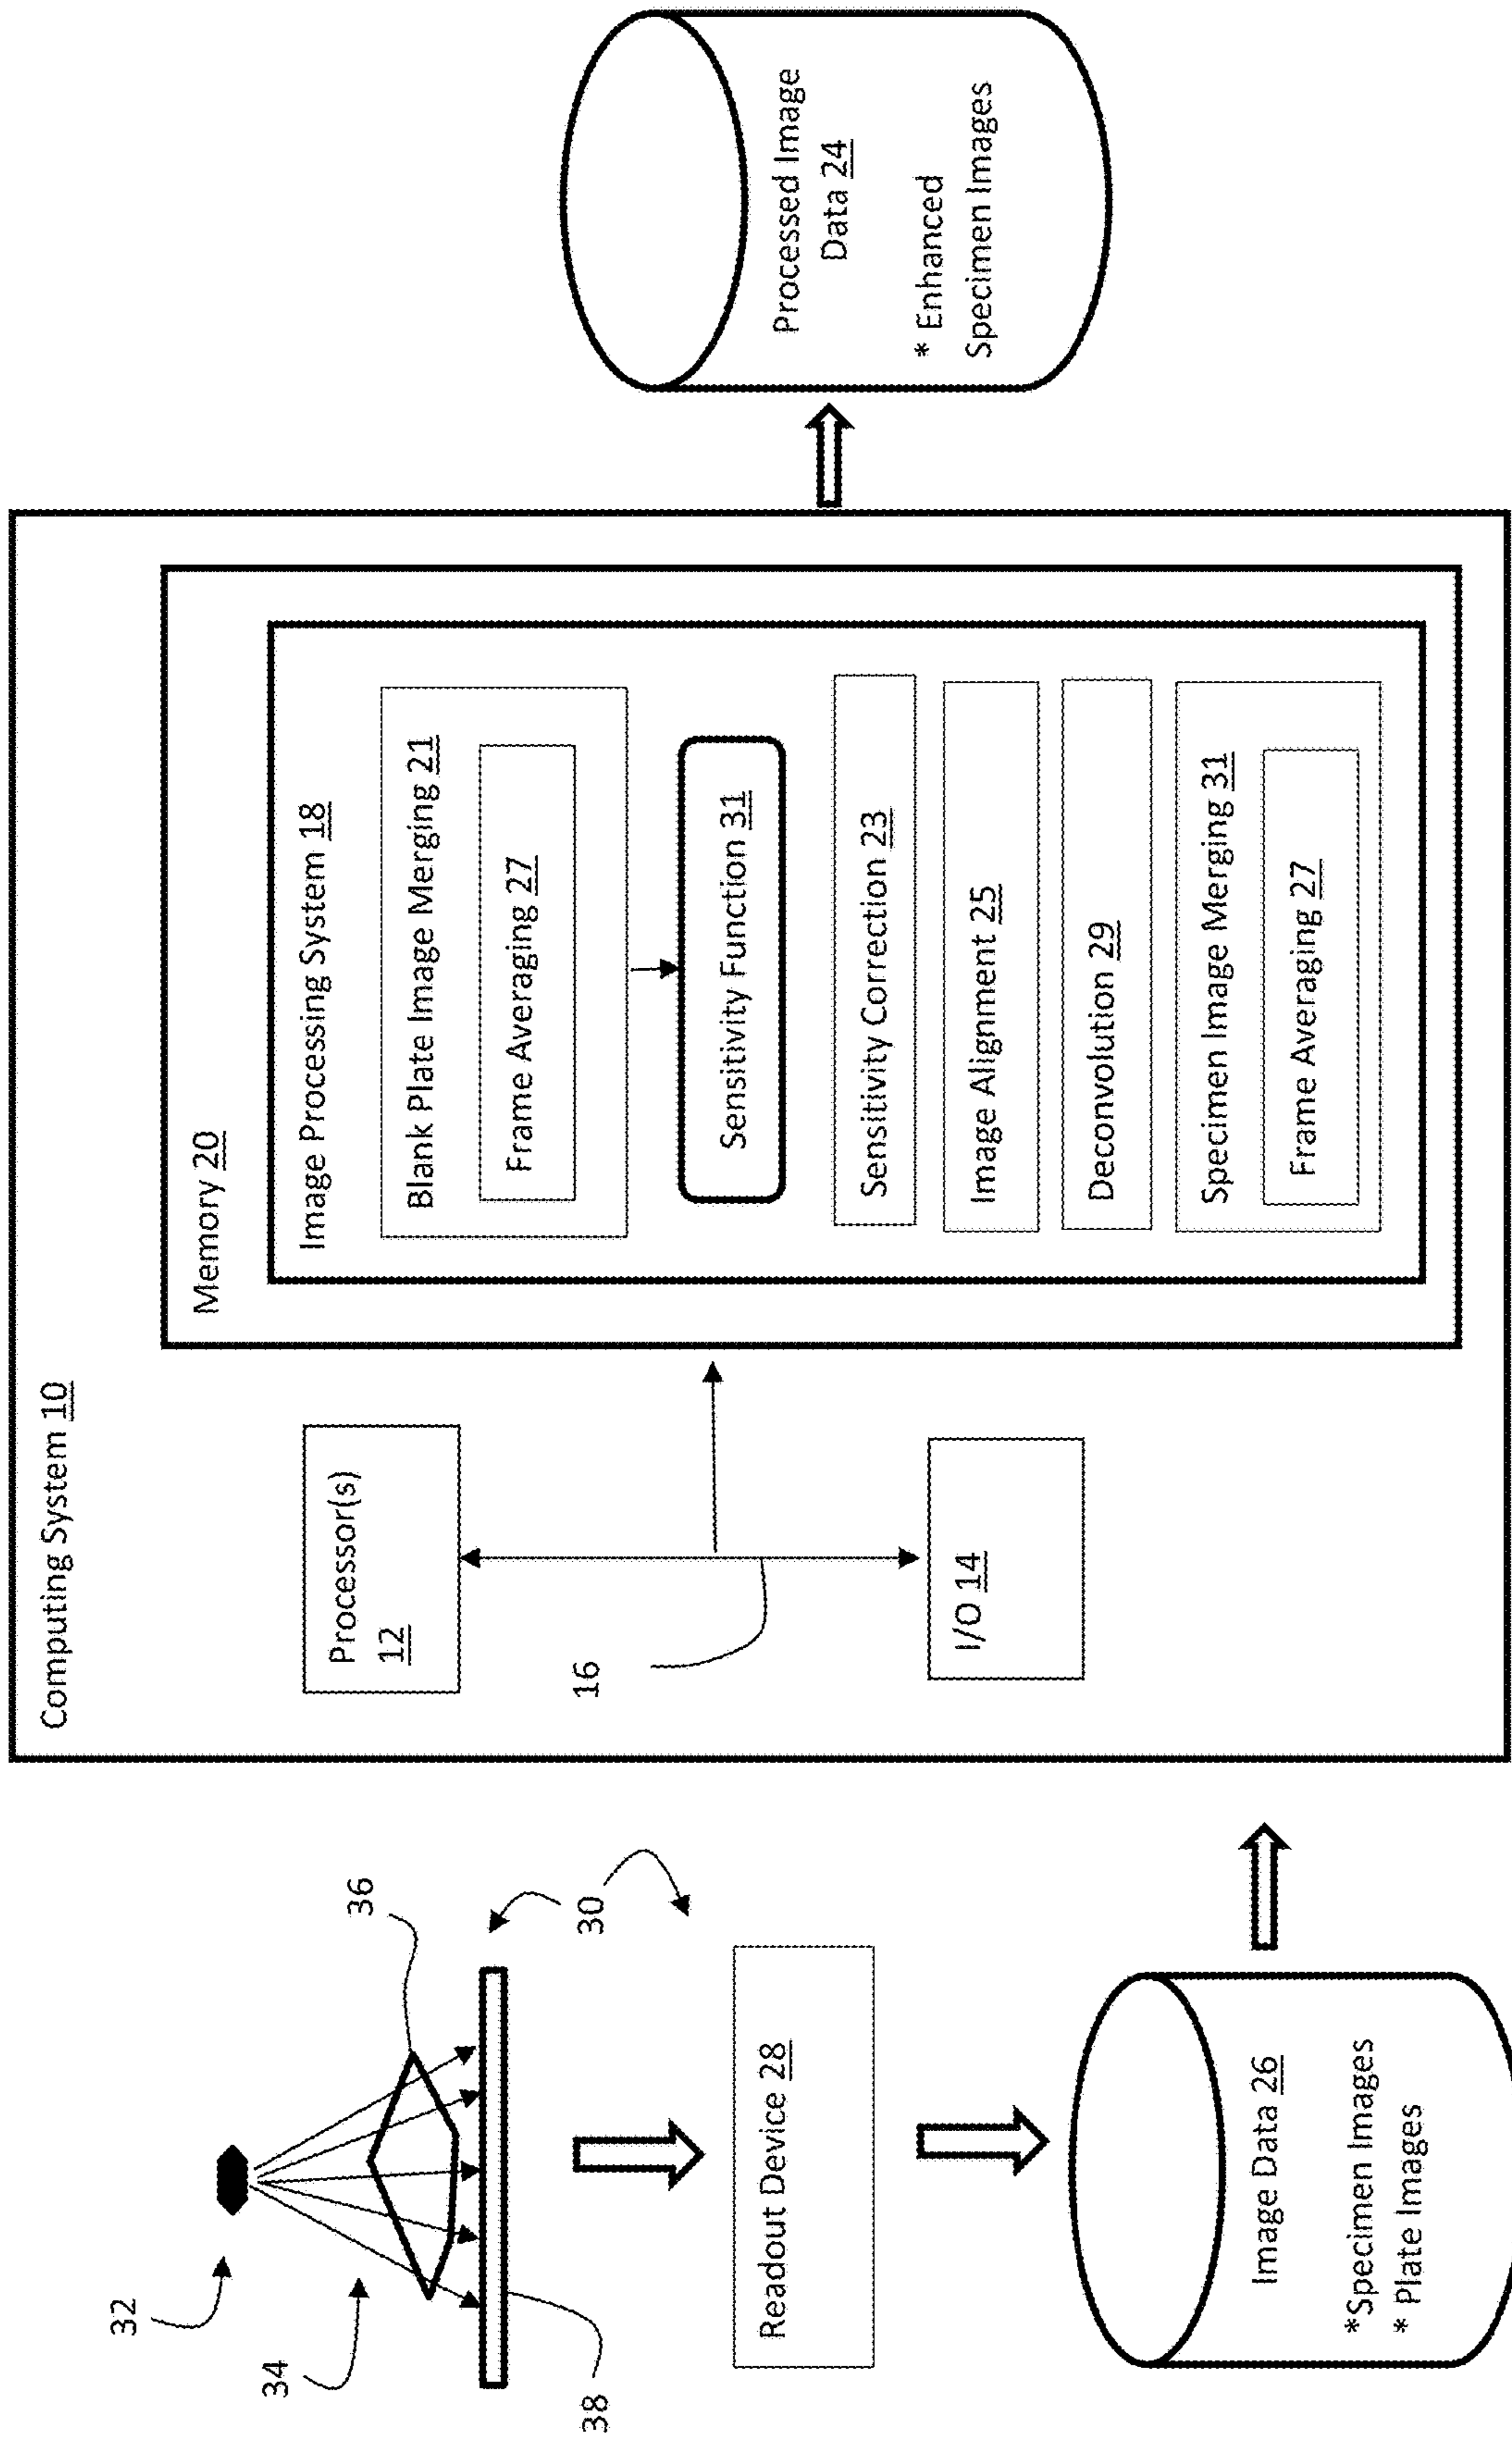 32
34
36
38
30
Readout Device 28
Image Data 26
*Specimen Images
* Plate Images
Computing System 10
Processor(s)
12
16
I/O 14
Memory 20
Image Processing System 18
Blank Plate Image Merging 21
Frame Averaging 27
Sensitivity Function 31
Sensitivity Correction 23
Image Alignment 25
Deconvolution 29
Specimen Image Merging 31
Frame Averaging 27
Processed Image
Data 24
* Enhanced
Specimen Images